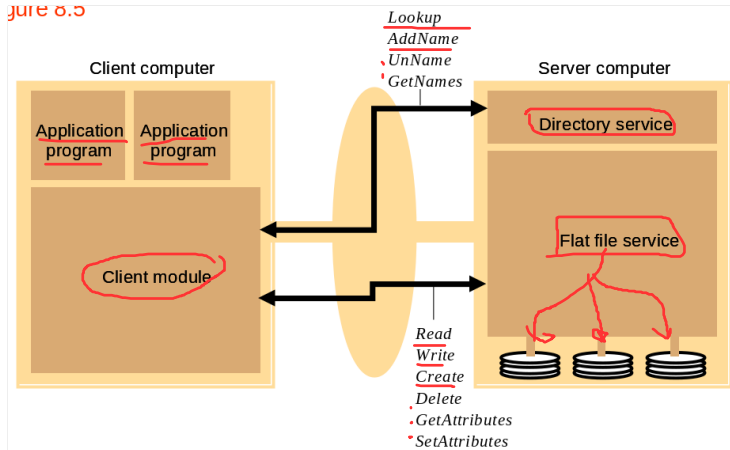 gure 8.5
Lookup
AddName
UnName
GetNames
Client computer
Server computer
Application
program
Application
program
Directory service
Client module
Flat file service
Read
Write
Create
Delete
GetAttributes
SetAttributes